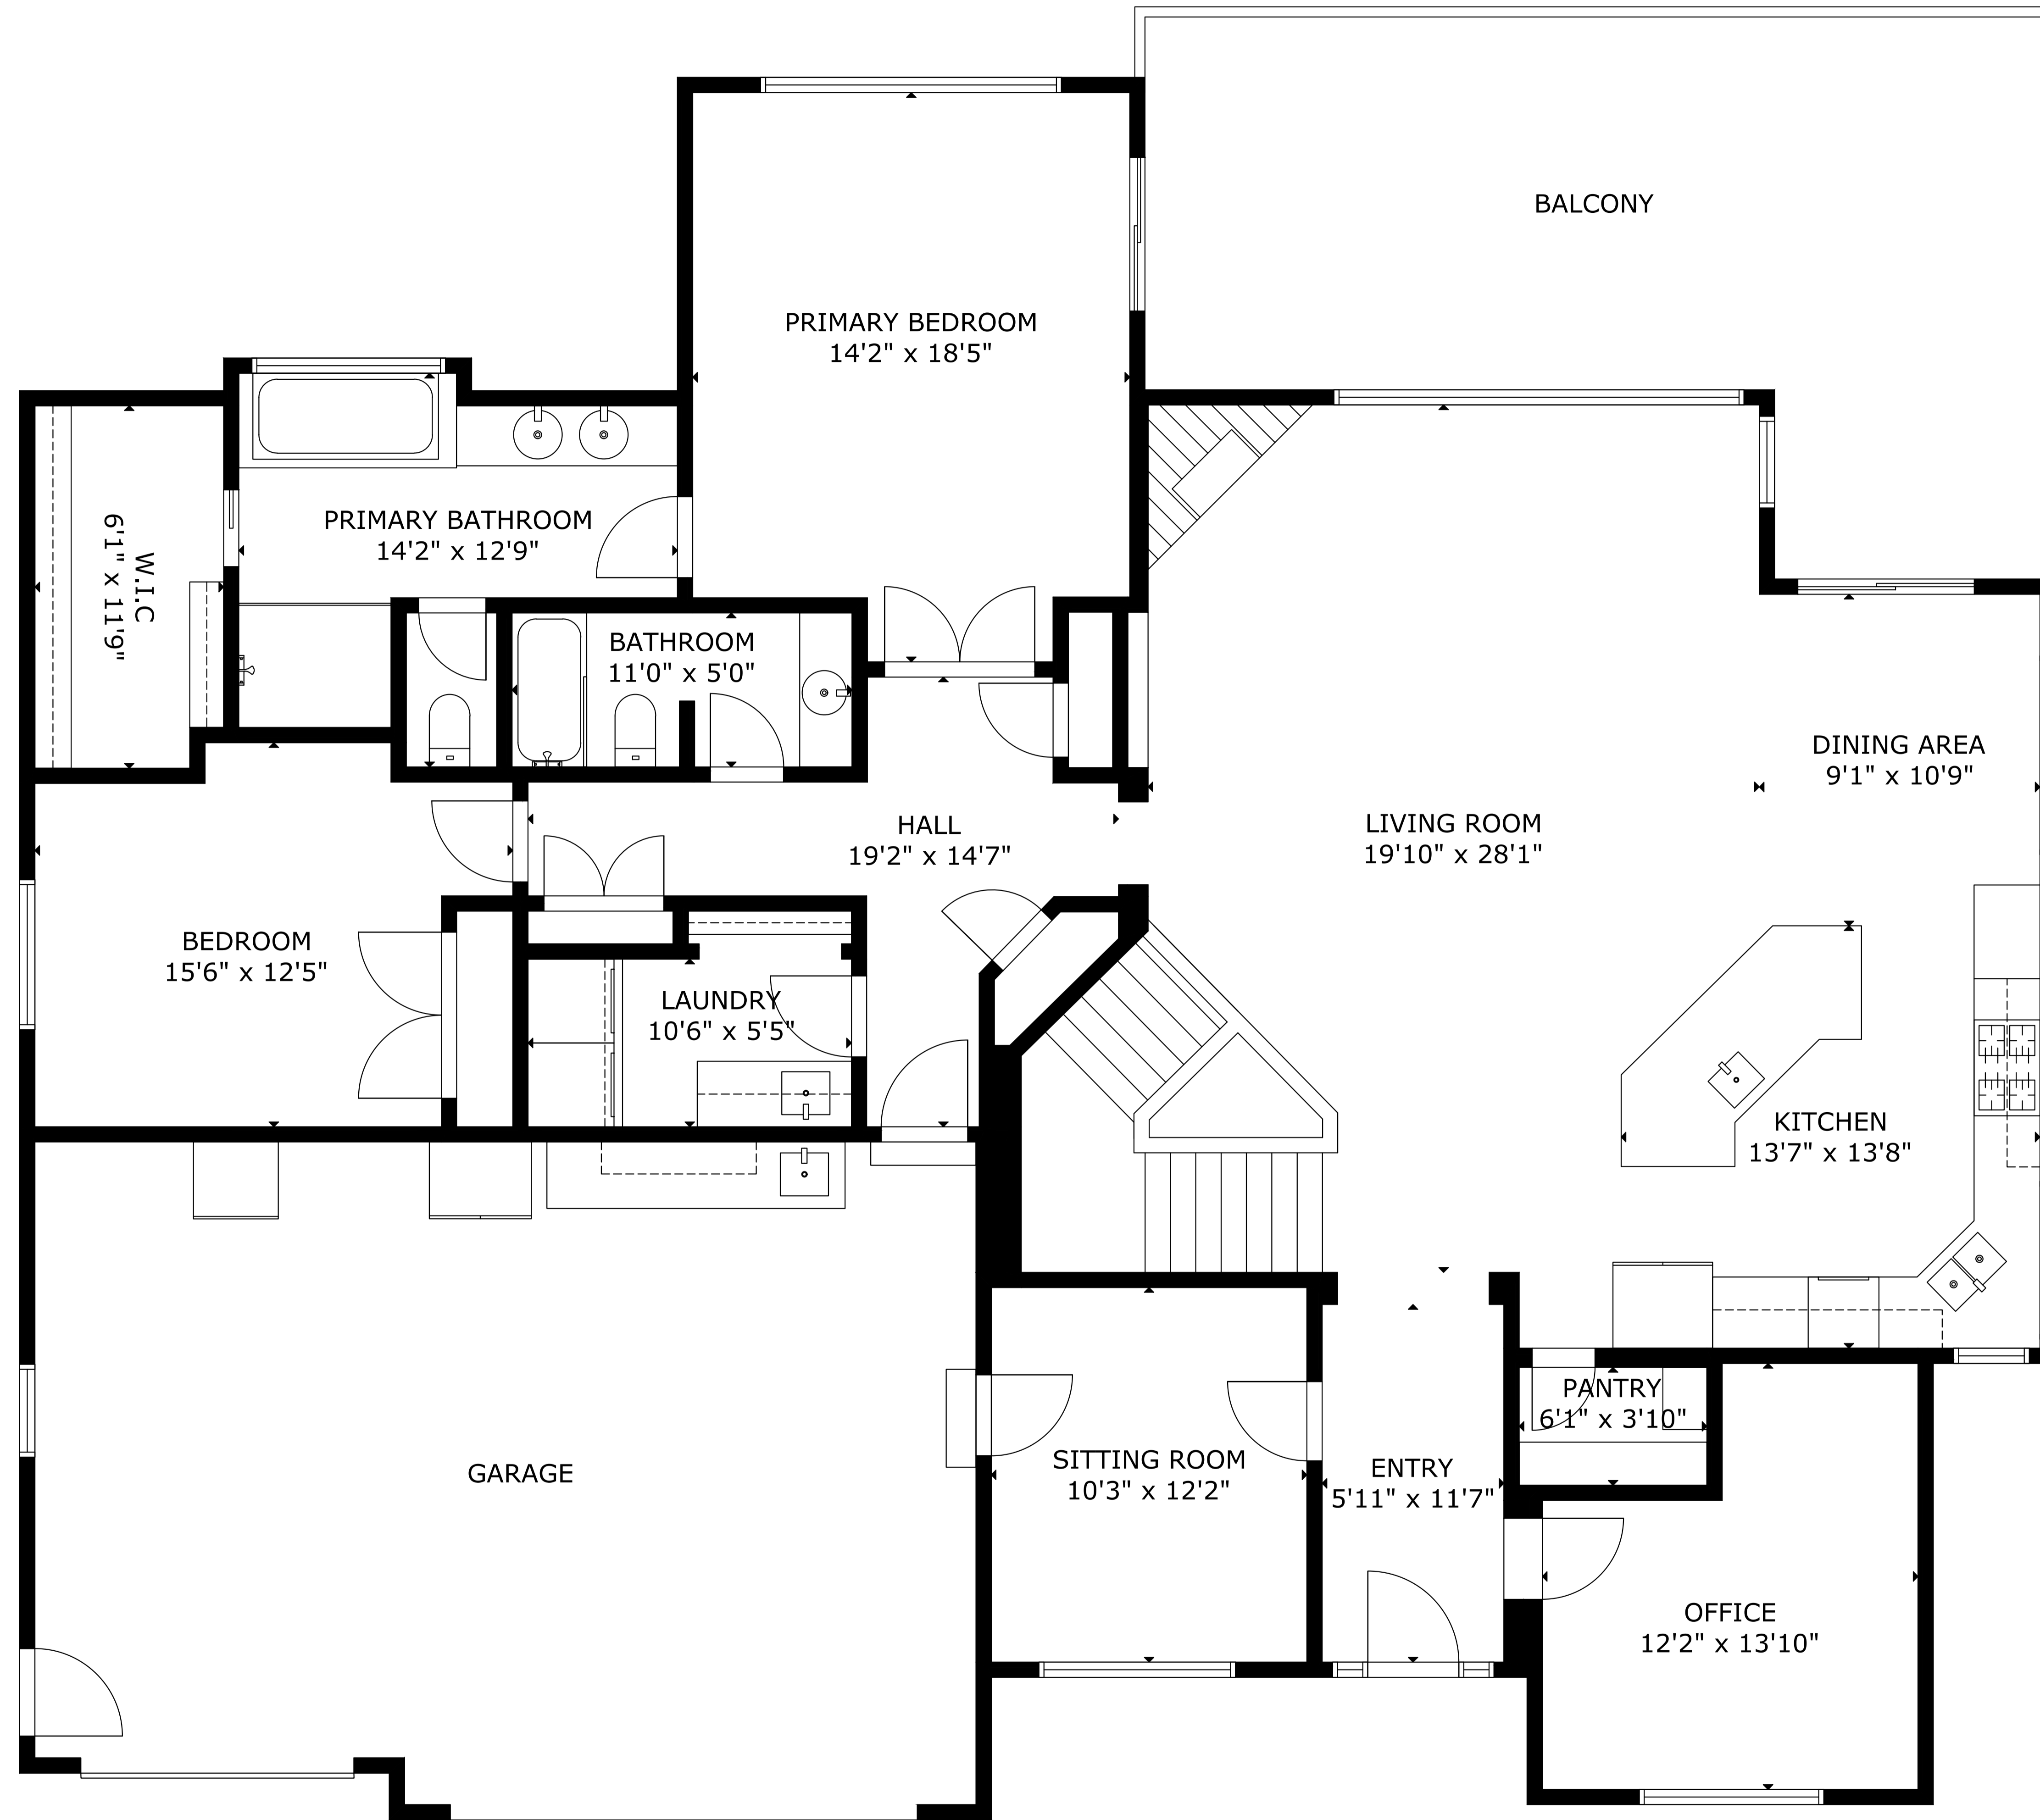 BALCONY
PRIMARY BEDROOM
14'2" x 18'5"
PRIMARY BATHROOM
14'2" x 12'9"
W.I.C
6'1" x 11'9"
BATHROOM
11'0" x 5'0"
DINING AREA
9'1" x 10'9"
HALL
19'2" x 14'7"
LIVING ROOM
19'10" x 28'1"
BEDROOM
15'6" x 12'5"
LAUNDRY
10'6" x 5'5"
KITCHEN
13'7" x 13'8"
PANTRY
6'1" x 3'10"
GARAGE
SITTING ROOM
10'3" x 12'2"
ENTRY
5'11" x 11'7"
OFFICE
12'2" x 13'10"